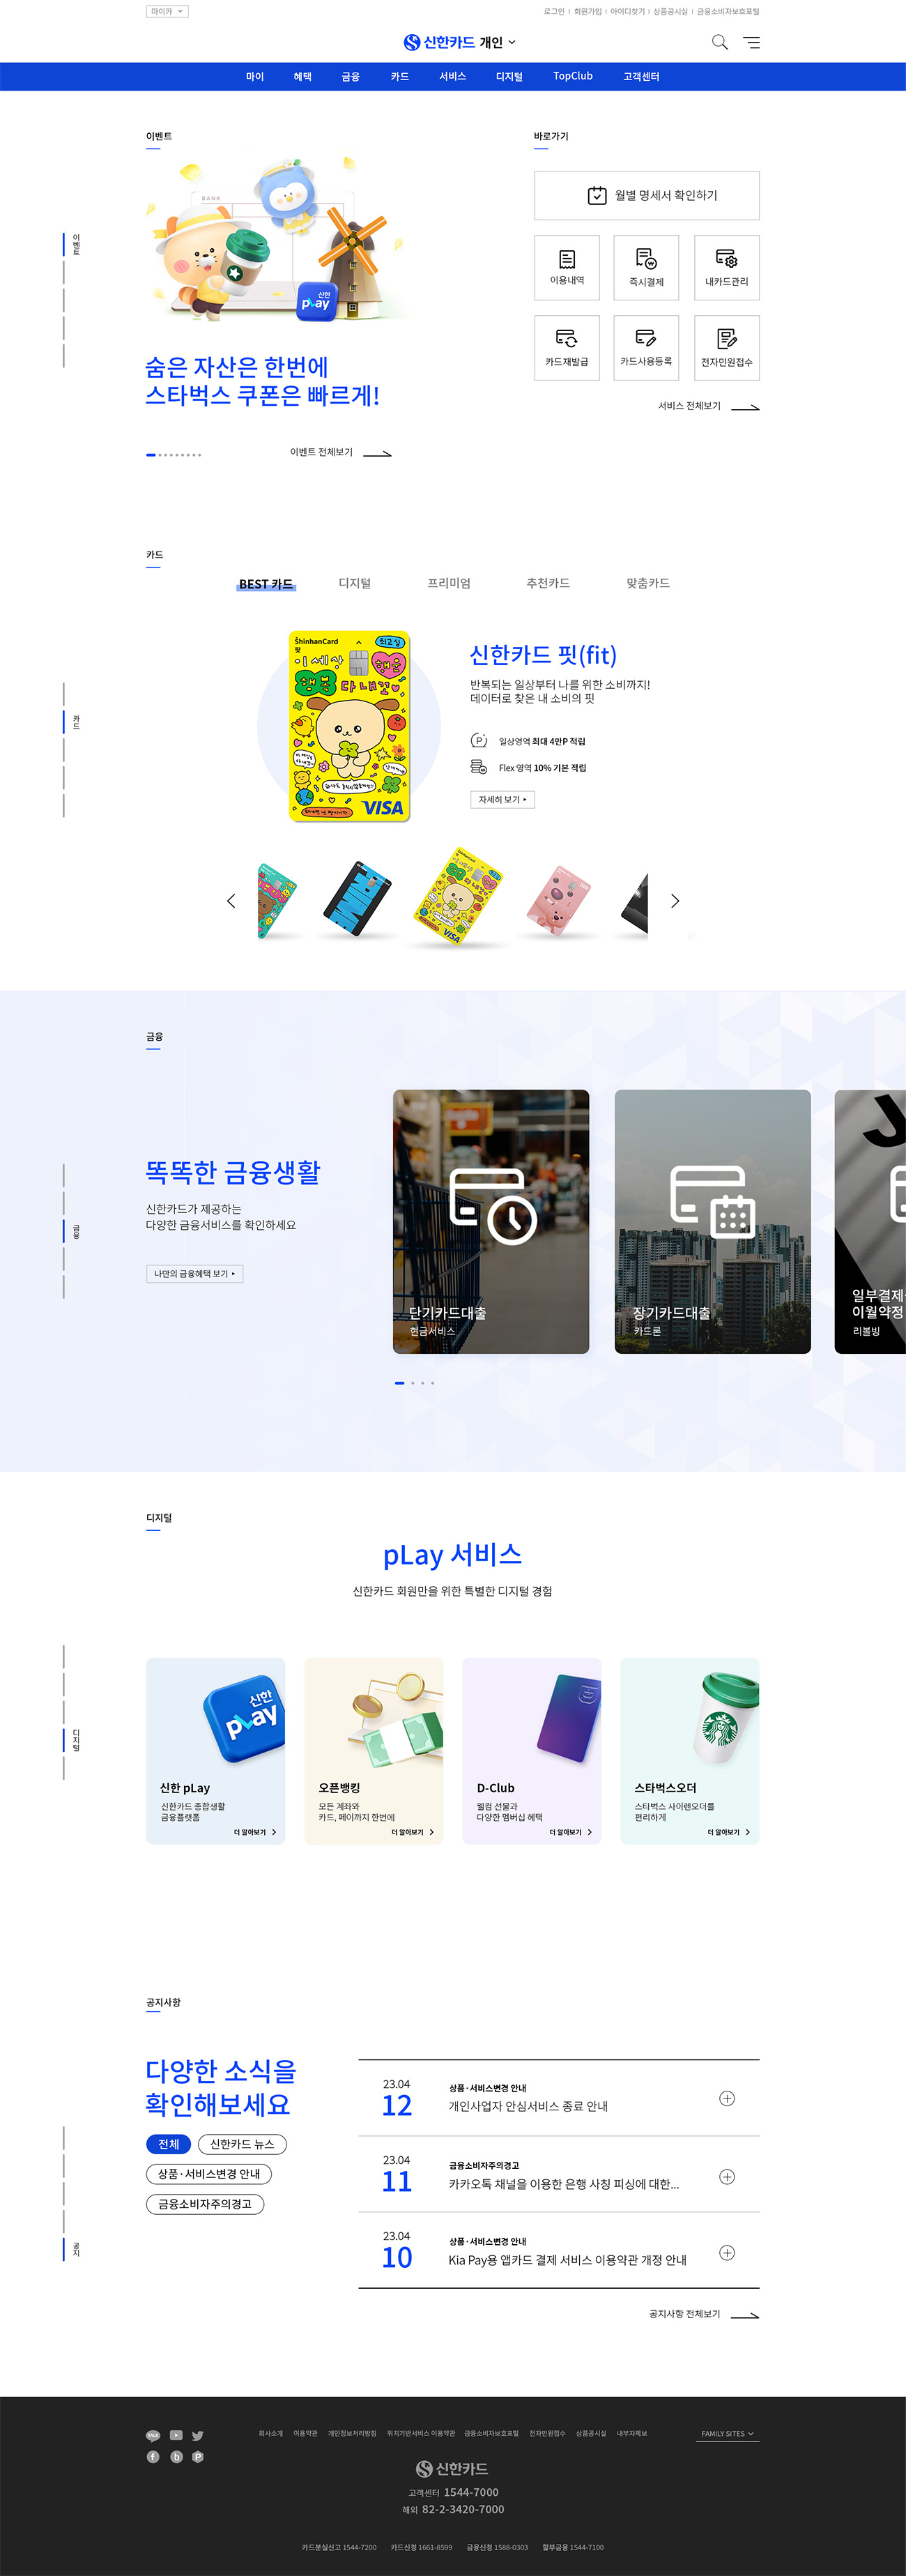 마이카
로그인 | 회원가입 | 아이디찾기 | 상품공시실 | 금융소비자보호포털
신한카드 개인
마이 혜택 금융 카드 서비스 디지털 TopClub 고객센터
이벤트
BANK
신한 pLay
숨은 자산은 한번에
스타벅스 쿠폰은 빠르게!
이벤트 전체보기
바로가기
월별 명세서 확인하기
이용내역 즉시결제 내카드관리
카드재발급 카드사용등록 전자민원접수
서비스 전체보기
이벤트
카드
BEST 카드 디지털 프리미엄 추천카드 맞춤카드
ShinhanCard
핏
최고심
이 세상
행운
행복 다 내건
VISA
신한카드 핏(fit)
반복되는 일상부터 나를 위한 소비까지!
데이터로 찾은 내 소비의 핏
일상영역 최대 4만P 적립
Flex 영역 10% 기본 적립
자세히 보기
카드
VISA
금융
똑똑한 금융생활
신한카드가 제공하는
다양한 금융서비스를 확인하세요
나만의 금융혜택 보기
단기카드대출
현금서비스
장기카드대출
카드론
일부결제
이월약정
리볼빙
금융
디지털
pLay 서비스
신한카드 회원만을 위한 특별한 디지털 경험
신한 pLay
신한 pLay
신한카드 종합생활
금융플랫폼
더 알아보기
오픈뱅킹
모든 계좌와
카드, 페이까지 한번에
더 알아보기
D-Club
웰컴 선물과
다양한 멤버십 혜택
더 알아보기
스타벅스오더
스타벅스 사이렌오더를
편리하게
더 알아보기
디지털
공지사항
다양한 소식을
확인해보세요
전체 신한카드 뉴스
상품·서비스변경 안내
금융소비자주의경고
23.04
12
상품·서비스변경 안내
개인사업자 안심서비스 종료 안내
23.04
11
금융소비자주의경고
카카오톡 채널을 이용한 은행 사칭 피싱에 대한...
23.04
10
상품·서비스변경 안내
Kia Pay용 앱카드 결제 서비스 이용약관 개정 안내
공지사항 전체보기
공지
TALK
회사소개 이용약관 개인정보처리방침 위치기반서비스 이용약관 금융소비자보호포털 전자민원접수 상품공시실 내부자제보
FAMILY SITES
신한카드
고객센터 1544-7000
해외 82-2-3420-7000
카드분실신고 1544-7200 카드신청 1661-8599 금융신청 1588-0303 할부금융 1544-7100